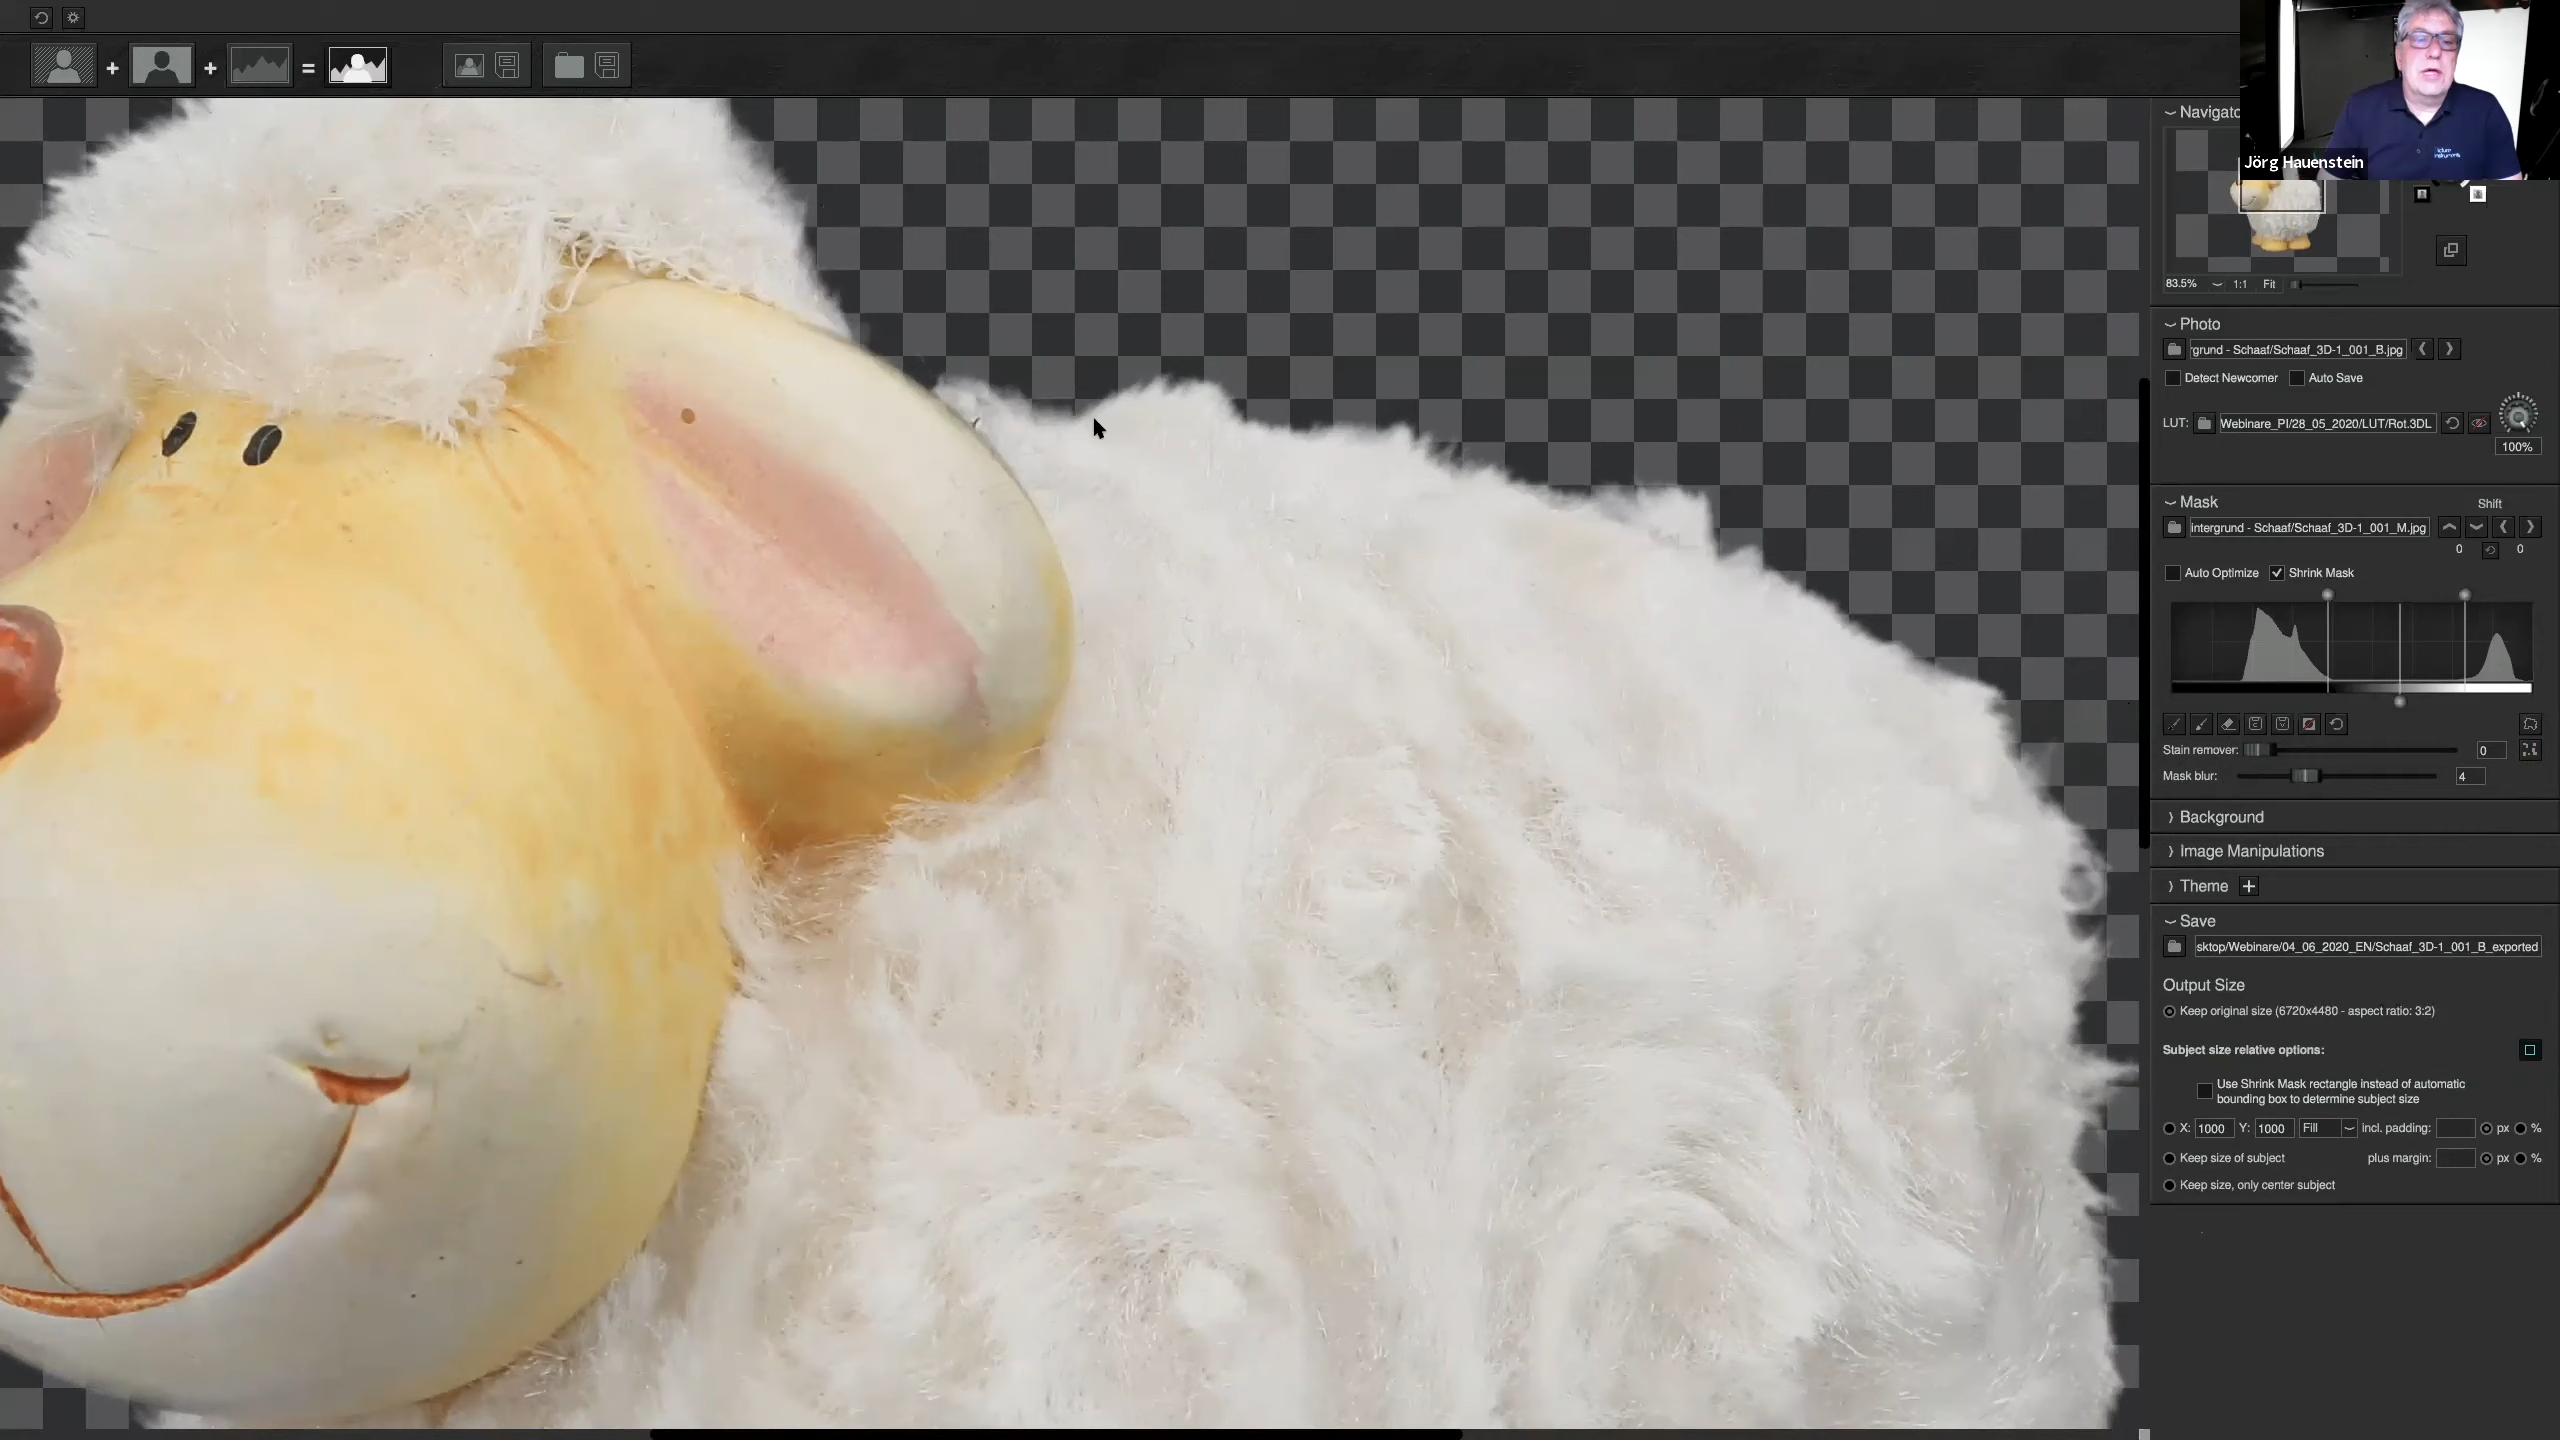 +
+
=
Navigato
Jörg Hauenstein
83.5%
1:1
Fit
Photo
rgrund - Schaaf/Schaaf_3D-1_001_B.jpg
Detect Newcomer
Auto Save
LUT:
Webinare_PI/28_05_2020/LUT/Rot.3DL
100%
Mask
Shift
intergrund - Schaaf/Schaaf_3D-1_001_M.jpg
0
0
Auto Optimize
Shrink Mask
Stain remover:
0
Mask blur:
4
Background
Image Manipulations
Theme
+
Save
sktop/Webinare/04_06_2020_EN/Schaaf_3D-1_001_B_exported
Output Size
Keep original size (6720x4480 - aspect ratio: 3:2)
Subject size relative options:
Use Shrink Mask rectangle instead of automatic
bounding box to determine subject size
X: 1000 Y: 1000 Fill incl. padding: px %
Keep size of subject plus margin: px %
Keep size, only center subject